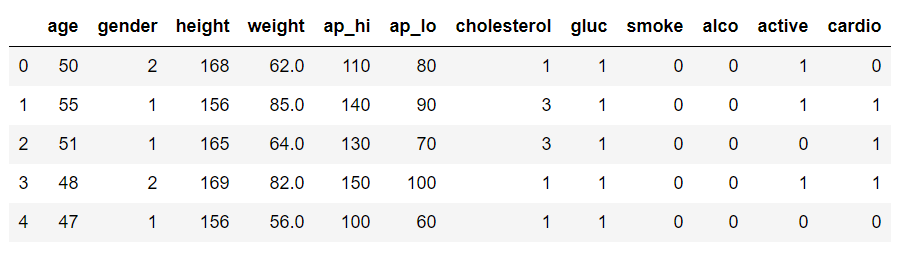 age gender height weight ap_hi ap_lo cholesterol gluc smoke alco active cardio
0 50 2 168 62.0 110 80 1 1 0 0 1 0
1 55 1 156 85.0 140 90 3 1 0 0 1 1
2 51 1 165 64.0 130 70 3 1 0 0 0 1
3 48 2 169 82.0 150 100 1 1 0 0 1 1
4 47 1 156 56.0 100 60 1 1 0 0 0 0